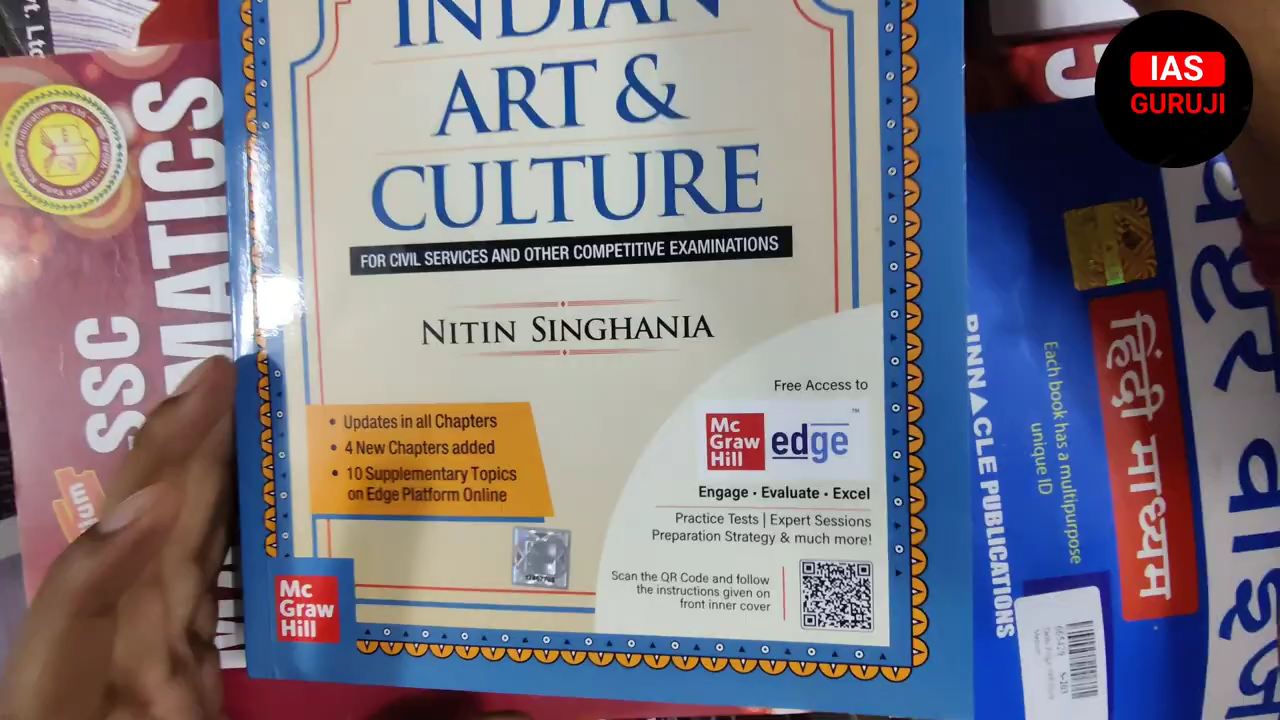 INDIAN
ART &
CULTURE
FOR CIVIL SERVICES AND OTHER COMPETITIVE EXAMINATIONS
NITIN SINGHANIA
• Updates in all Chapters
• 4 New Chapters added
• 10 Supplementary Topics
on Edge Platform Online
Free Access to
Mc
Graw
Hill
edge™
Engage • Evaluate • Excel
Practice Tests | Expert Sessions
Preparation Strategy & much more!
Scan the QR Code and follow
the instructions given on
front inner cover
Mc
Graw
Hill
IAS
GURUJI
SSC
MATICS
PINNACLE PUBLICATIONS
Each book has a multipurpose
unique ID
हिंदी माध्यम
वाइज